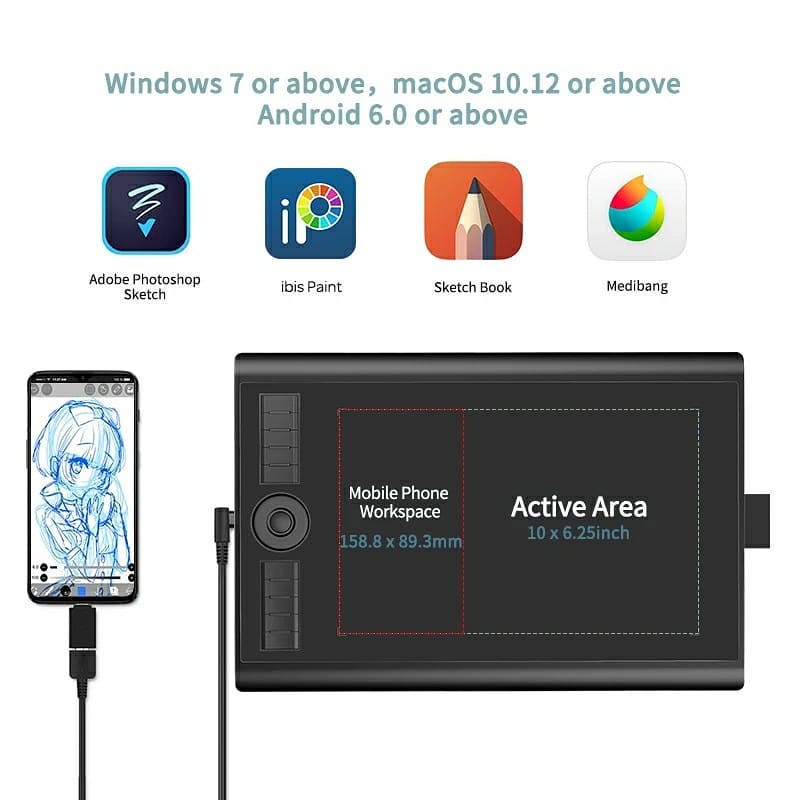 Windows 7 or above，macOS 10.12 or above
Android 6.0 or above
iP
Adobe Photoshop
Sketch
ibis Paint
Sketch Book
Medibang
Mobile Phone
Workspace
158.8 x 89.3mm
Active Area
10 x 6.25inch